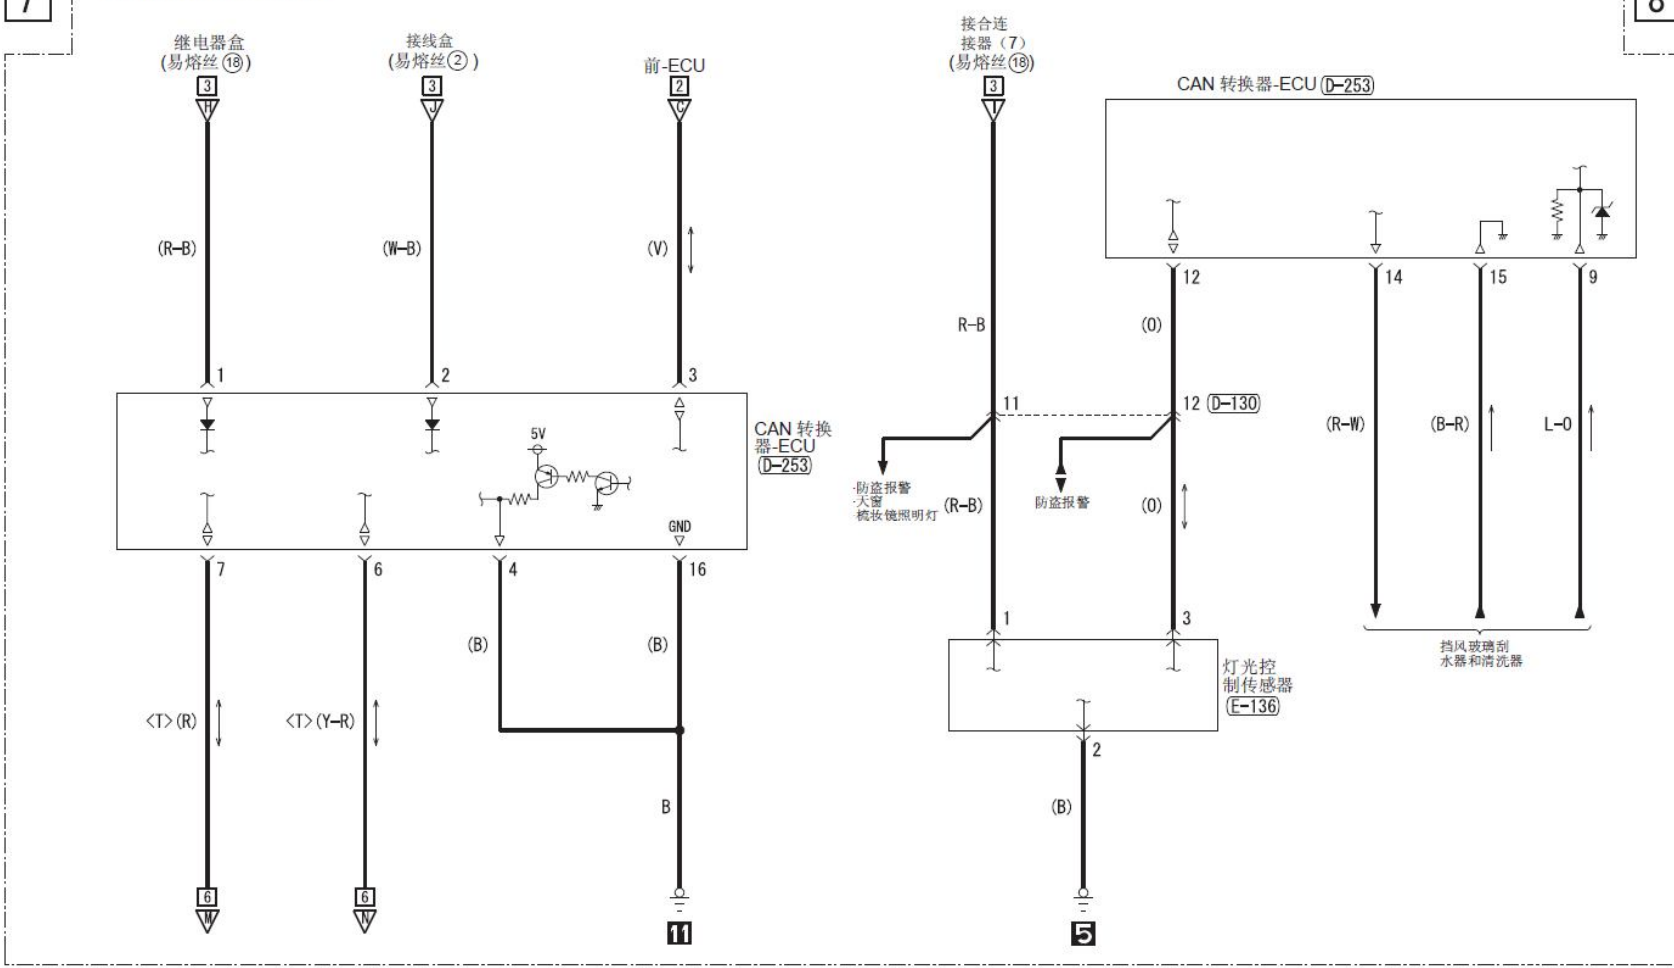 7
8
继电器盒
(易熔丝⑱)
3
H
接线盒
(易熔丝②)
3
J
前-ECU
2
C
接合连
接器（7）
(易熔丝⑱)
3
I
CAN 转换器-ECU D-253
(R-B)
(W-B)
(V)
12
14
15
9
R-B
(O)
1
2
3
11
12 D-130
(R-W)
(B-R)
L-O
CAN 转换
器-ECU
D-253
5V
GND
·防盗报警
·天窗
·梳妆镜照明灯
(R-B)
防盗报警
(O)
7
6
4
16
1
3
(B)
(B)
挡风玻璃刮
水器和清洗器
灯光控
制传感器
E-136
<T>(R)
<T>(Y-R)
2
B
(B)
6
M
6
N
11
5